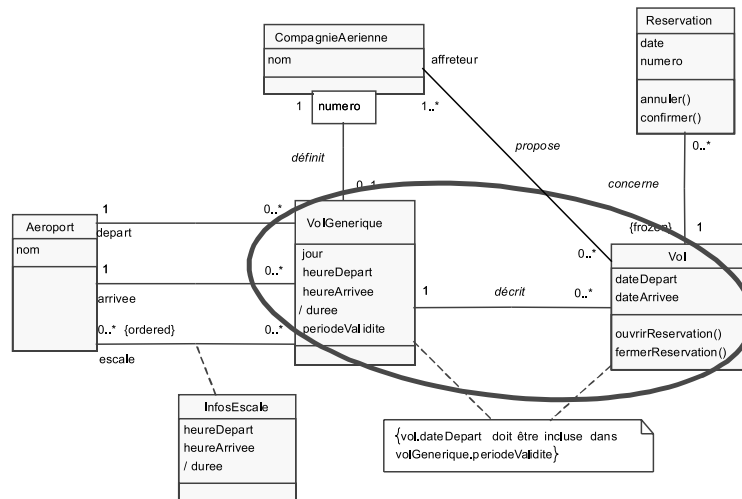 Reservation
date
numero
annuler()
confirmer()
CompagnieAerienne
nom
affreteur
1
numero
1..*
0..*
définit
propose
concerne
0..1
{frozen}
1
Aeroport
nom
1
depart
0..*
VolGenerique
jour
heureDepart
heureArrivee
/ duree
periodeValidite
1
arrivee
0..*
0..* {ordered}
escale
0..*
1
décrit
0..*
0..*
Vol
dateDepart
dateArrivee
ouvrirReservation()
fermerReservation()
InfosEscale
heureDepart
heureArrivee
/ duree
{vol.dateDepart doit être incluse dans
volGenerique.periodeValidite}